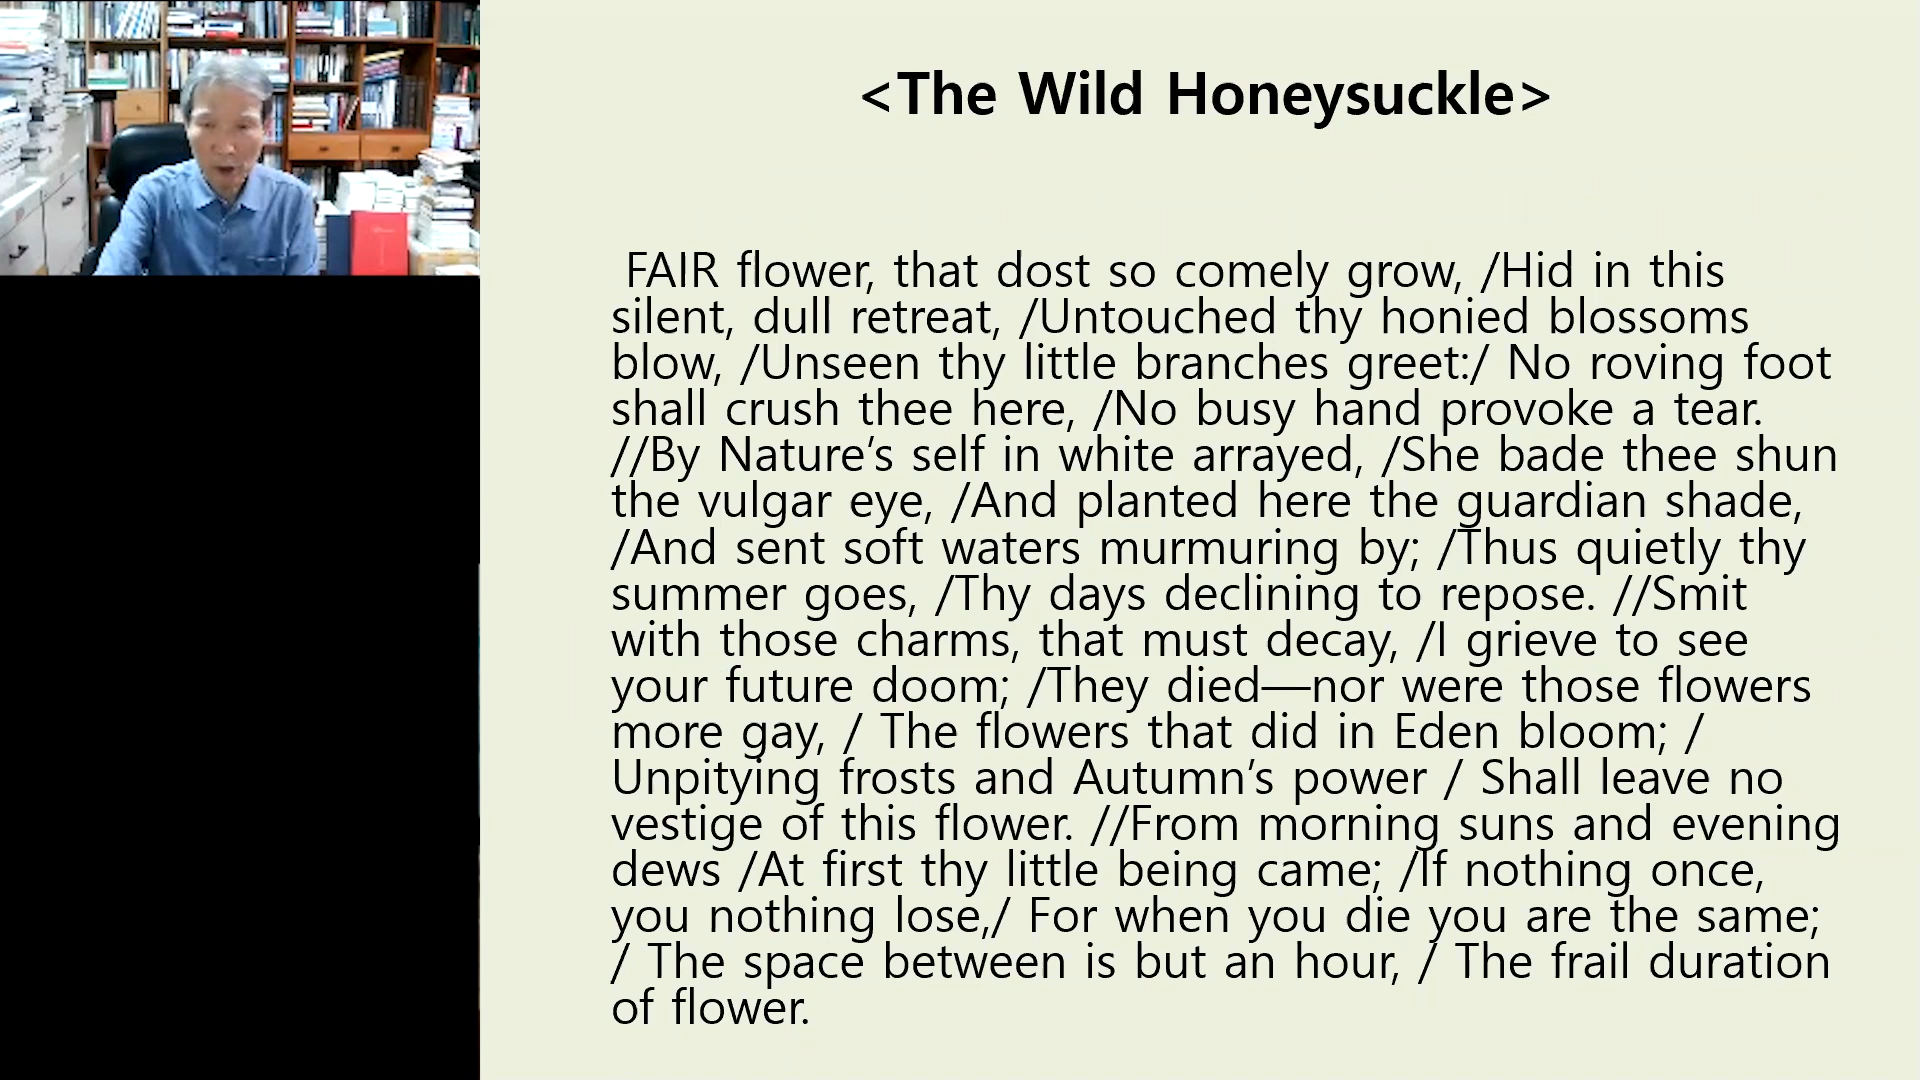 <The Wild Honeysuckle>
FAIR flower, that dost so comely grow, /Hid in this
silent, dull retreat, /Untouched thy honied blossoms
blow, /Unseen thy little branches greet:/ No roving foot
shall crush thee here, /No busy hand provoke a tear.
//By Nature’s self in white arrayed, /She bade thee shun
the vulgar eye, /And planted here the guardian shade,
/And sent soft waters murmuring by; /Thus quietly thy
summer goes, /Thy days declining to repose. //Smit
with those charms, that must decay, /I grieve to see
your future doom; /They died—nor were those flowers
more gay, / The flowers that did in Eden bloom; /
Unpitying frosts and Autumn’s power / Shall leave no
vestige of this flower. //From morning suns and evening
dews /At first thy little being came; /If nothing once,
you nothing lose,/ For when you die you are the same;
/ The space between is but an hour, / The frail duration
of flower.